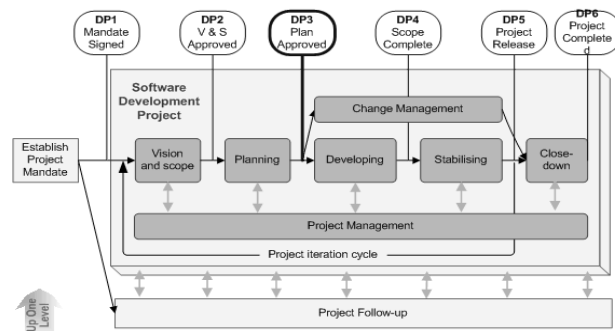 DP1
Mandate
Signed
DP2
V & S
Approved
DP3
Plan
Approved
DP4
Scope
Complete
DP5
Project
Release
DP6
Project
Complete
d
Software
Development
Project
Change Management
Establish
Project
Mandate
Vision
and scope
Planning
Developing
Stabilising
Close-
down
Project Management
Project iteration cycle
Up One
Level
Project Follow-up